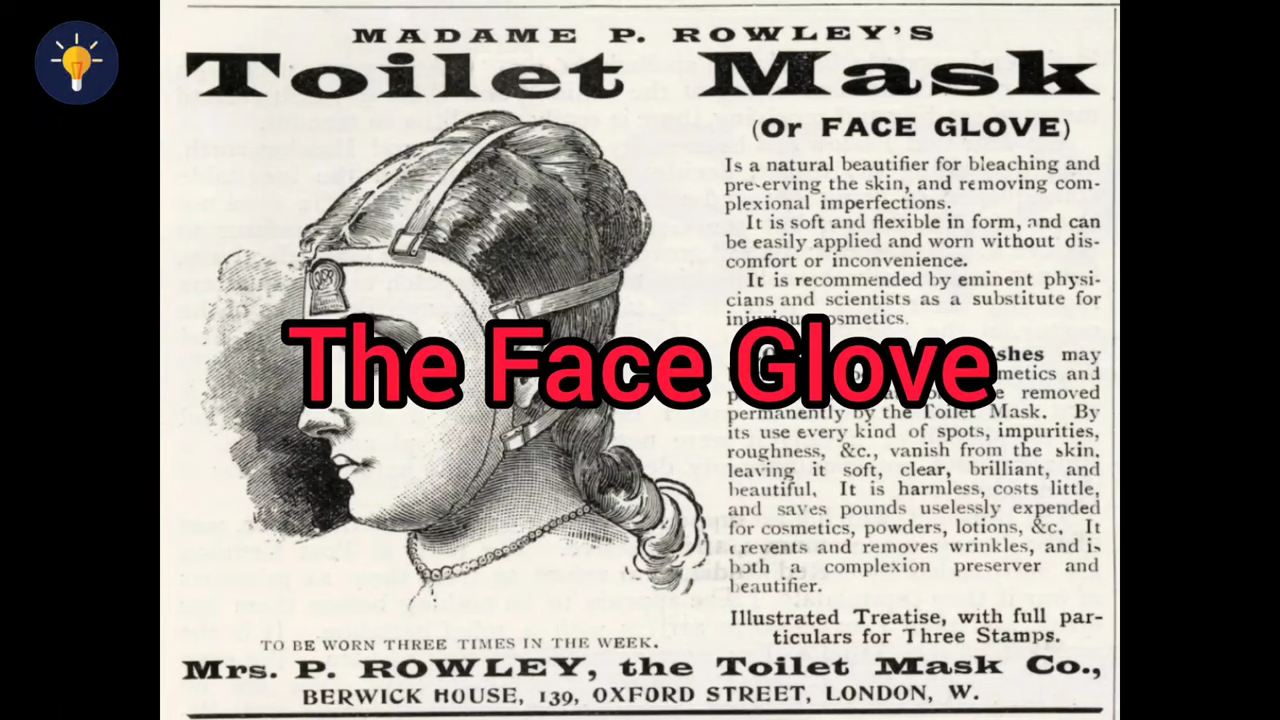 MADAME P. ROWLEY'S
Toilet Mask
(Or FACE GLOVE)
Is a natural beautifier for bleaching and
preserving the skin, and removing com-
plexional imperfections.
It is soft and flexible in form, and can
be easily applied and worn without dis-
comfort or inconvenience.
It is recommended by eminent physi-
cians and scientists as a substitute for
injurious cosmetics.
The Face Glove
may
and
removed
permanently by the Toilet Mask. By
its use every kind of spots, impurities,
roughness, &c., vanish from the skin,
leaving it soft, clear, brilliant, and
beautiful. It is harmless, costs little,
and saves pounds uselessly expended
for cosmetics, powders, lotions, &c. It
prevents and removes wrinkles, and is
both a complexion preserver and
beautifier.
Illustrated Treatise, with full par-
ticulars for Three Stamps.
TO BE WORN THREE TIMES IN THE WEEK.
Mrs. P. ROWLEY, the Toilet Mask Co.,
BERWICK HOUSE, 139, OXFORD STREET, LONDON, W.